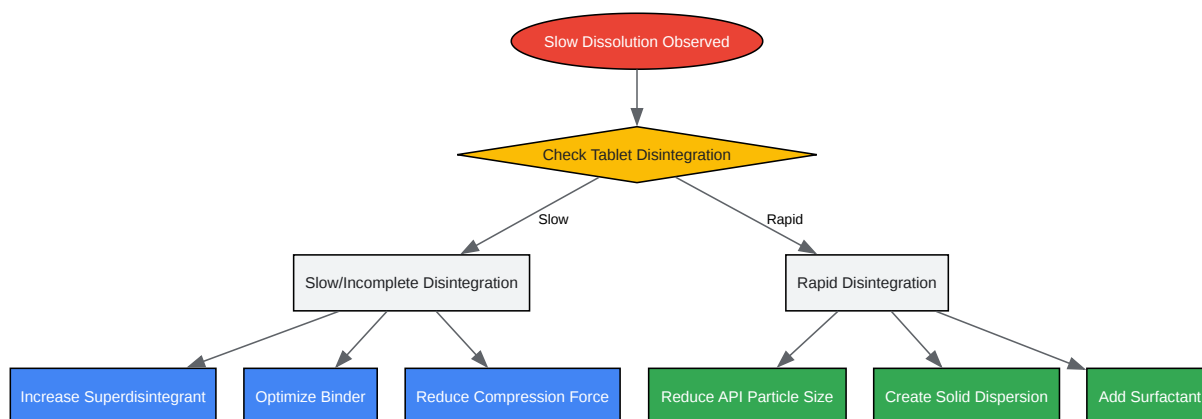 Slow Dissolution Observed
Check Tablet Disintegration
Slow
Rapid
Slow/Incomplete Disintegration
Rapid Disintegration
Increase Superdisintegrant
Optimize Binder
Reduce Compression Force
Reduce API Particle Size
Create Solid Dispersion
Add Surfactant